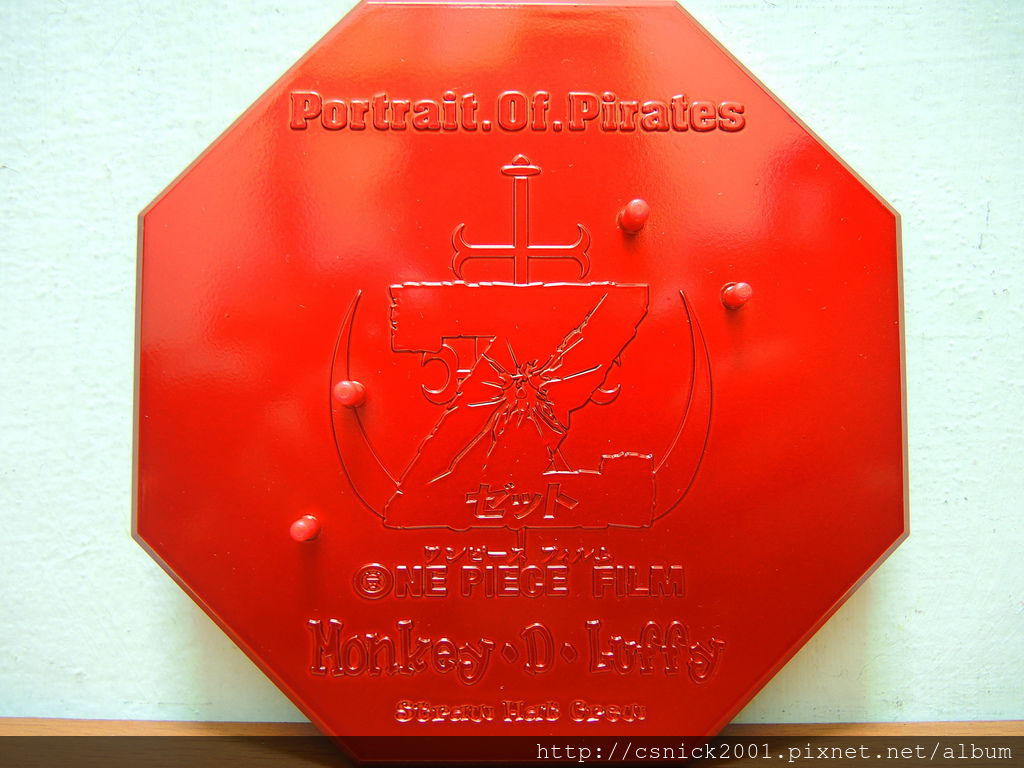 Portrait.Of.Pirates
Z
ゼット
ワンピース フィルム
ONE PIECE FILM
Monkey・D・Luffy
Straw Hat Crew
http://csnick2001.pixnet.net/album